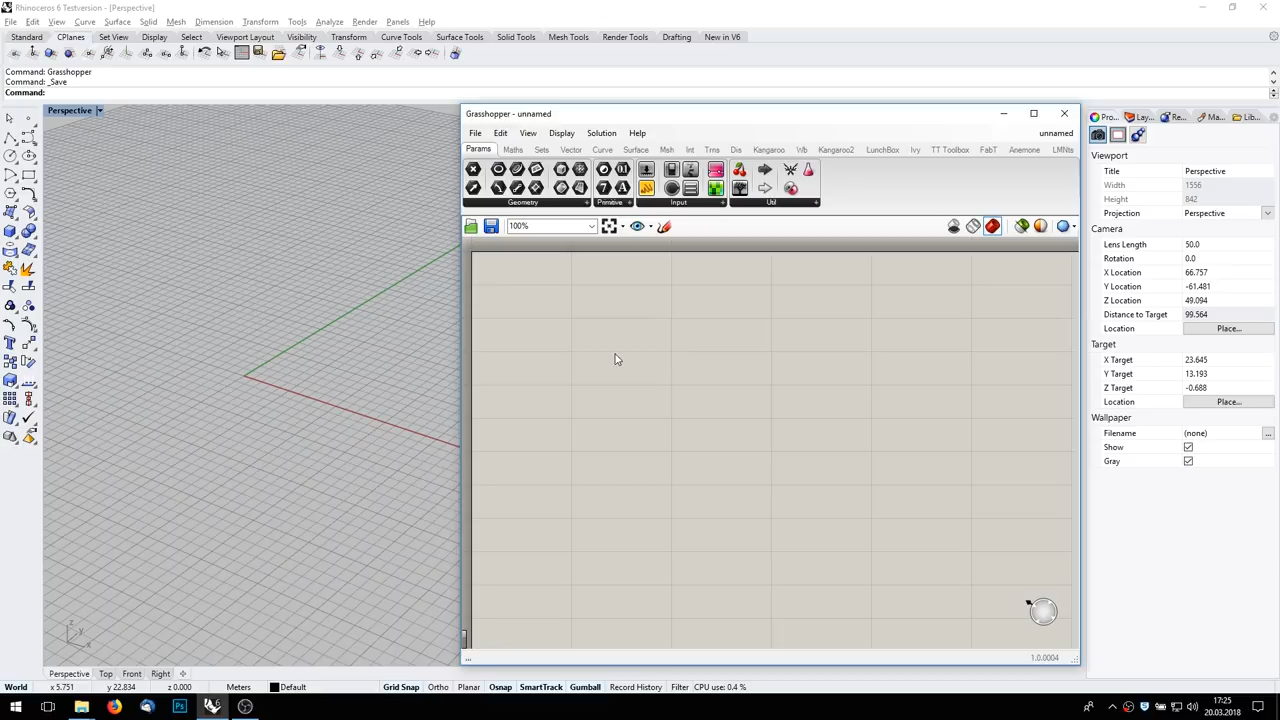 Rhinoceros 6 Testversion - [Perspective]
File Edit View Curve Surface Solid Mesh Dimension Transform Tools Analyze Render Panels Help
Standard CPlanes Set View Display Select Viewport Layout Visibility Transform Curve Tools Surface Tools Solid Tools Mesh Tools Render Tools Drafting New in V6
Command: Grasshopper
Command: _Save
Command:
Perspective
Grasshopper - unnamed
File Edit View Display Solution Help unnamed
Params Maths Sets Vector Curve Surface Msh Int Trns Dis Kangaroo Wb Kangaroo2 LunchBox Ivy TT Toolbox FabT Anemone LMNts
Geometry Primitive Input Util
100%
1.0.0004
Pro... Lay... Re... Ma... Lib...
Viewport
Title Perspective
Width 1556
Height 842
Projection Perspective
Camera
Lens Length 50.0
Rotation 0.0
X Location 66.757
Y Location -61.481
Z Location 49.094
Distance to Target 99.564
Location Place...
Target
X Target 23.645
Y Target 13.193
Z Target -0.688
Location Place...
Wallpaper
Filename (none) ...
Show
Gray
z
y
x
...
Perspective Top Front Right
World x 5.751 y 22.834 z 0.000 Meters Default Grid Snap Ortho Planar Osnap SmartTrack Gumball Record History Filter CPU use: 0.4 %
Ps
17:25
20.03.2018